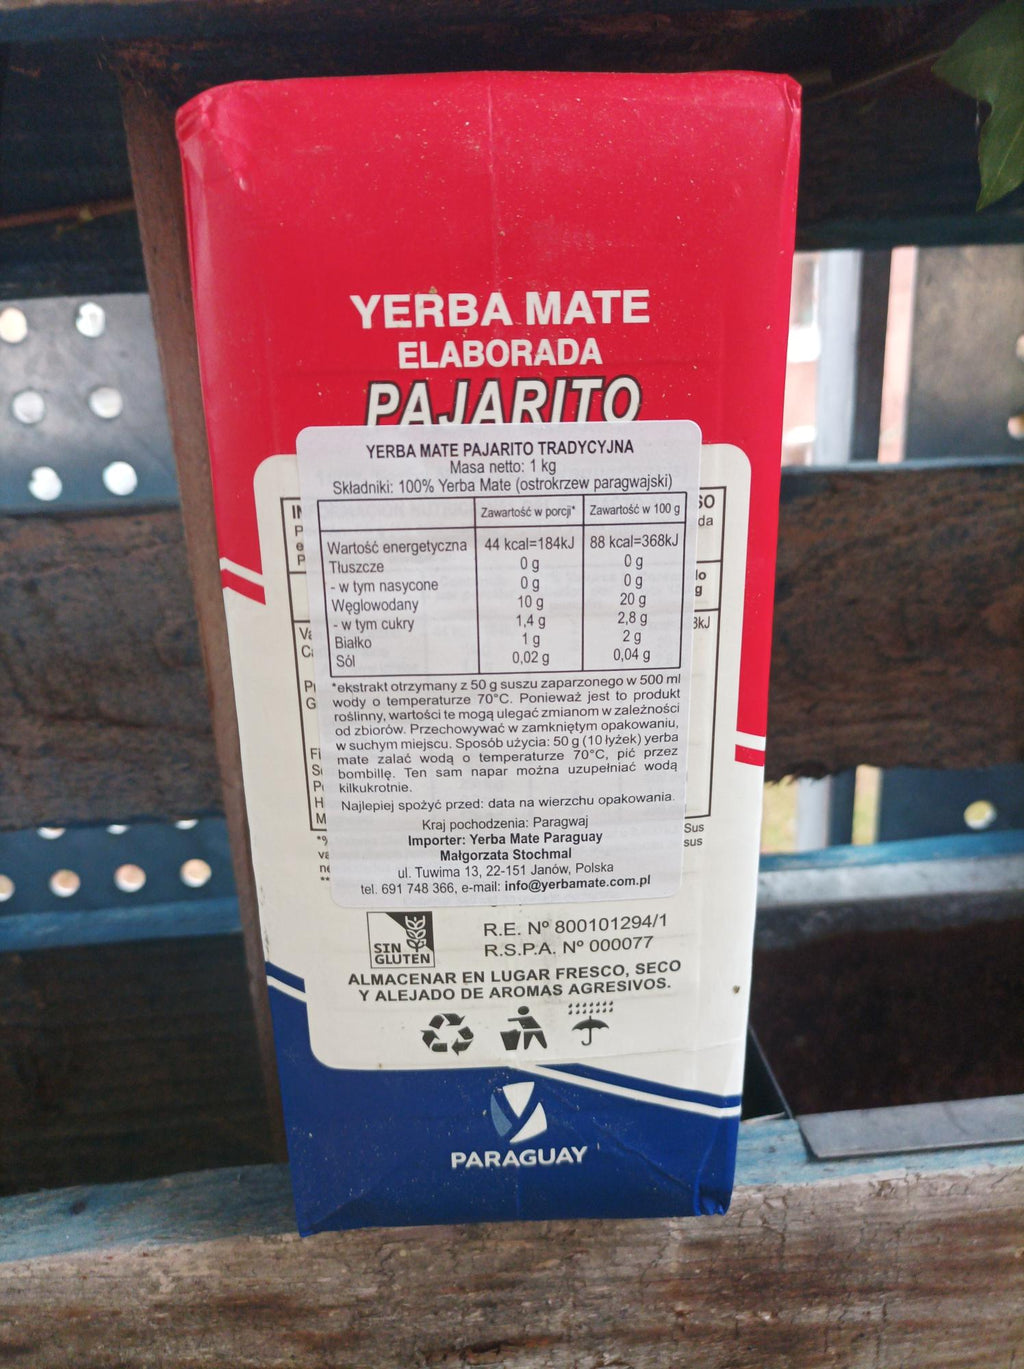 YERBA MATE
ELABORADA
PAJARITO
YERBA MATE PAJARITO TRADYCYJNA
Masa netto: 1 kg
Składniki: 100% Yerba Mate (ostrokrzew paragwajski)
Zawartość w porcji* Zawartość w 100 g
Wartość energetyczna 44 kcal=184kJ 88 kcal=368kJ
Tłuszcze 0 g 0 g
- w tym nasycone 0 g 0 g
Węglowodany 10 g 20 g
- w tym cukry 1,4 g 2,8 g
Białko 1 g 2 g
Sól 0,02 g 0,04 g
*ekstrakt otrzymany z 50 g suszu zaparzonego w 500 ml
wody o temperaturze 70°C. Ponieważ jest to produkt
roślinny, wartości te mogą ulegać zmianom w zależności
od zbiorów. Przechowywać w zamkniętym opakowaniu,
w suchym miejscu. Sposób użycia: 50 g (10 łyżek) yerba
mate zalać wodą o temperaturze 70°C, pić przez
bombillę. Ten sam napar można uzupełniać wodą
kilkukrotnie.
Najlepiej spożyć przed: data na wierzchu opakowania.
Kraj pochodzenia: Paragwaj
Importer: Yerba Mate Paraguay
Małgorzata Stochmal
ul. Tuwima 13, 22-151 Janów, Polska
tel. 691 748 366, e-mail: info@yerbamate.com.pl
SIN
GLUTEN
R.E. Nº 800101294/1
R.S.P.A. Nº 000077
ALMACENAR EN LUGAR FRESCO, SECO
Y ALEJADO DE AROMAS AGRESIVOS.
PARAGUAY